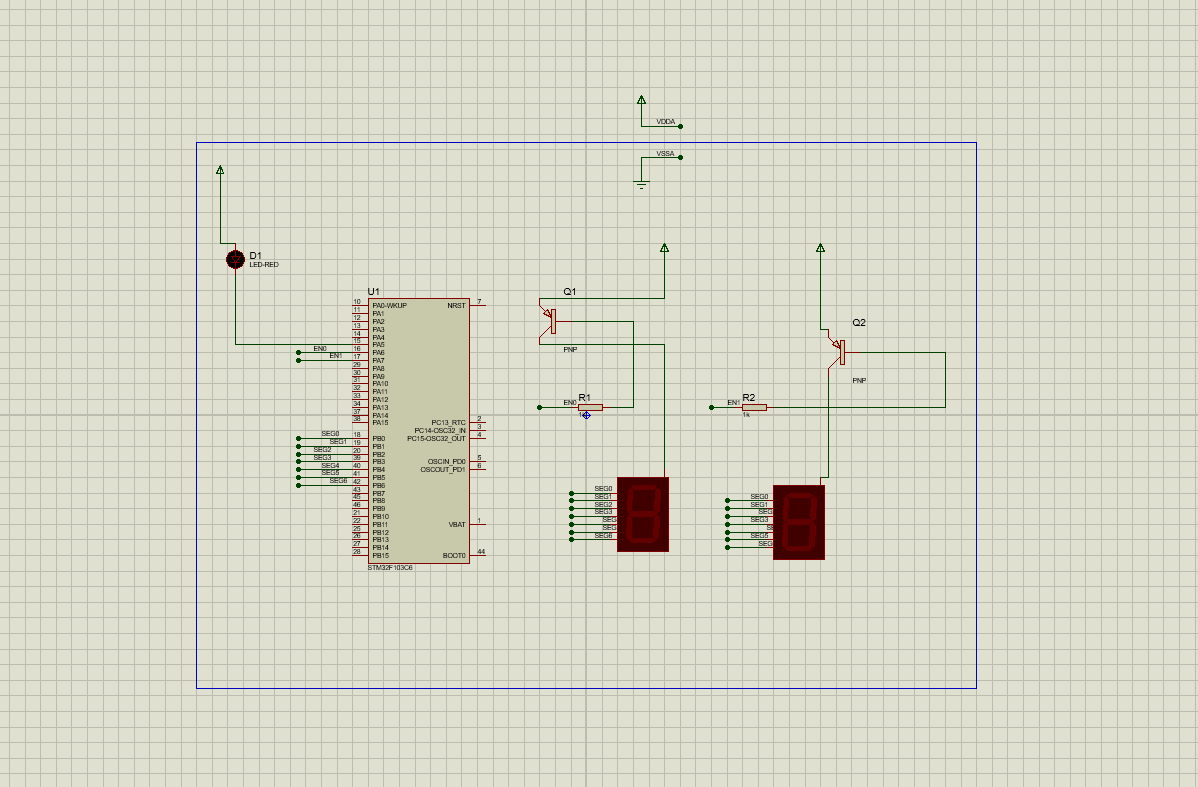 VDDA
VSSA
D1
LED-RED
U1
10 PA0-WKUP NRST 7
11 PA1
12 PA2
13 PA3
14 PA4
15 PA5
EN0 16 PA6
EN1 17 PA7
29 PA8
30 PA9
31 PA10
32 PA11
33 PA12
34 PA13
37 PA14
38 PA15
PC13_RTC 2
PC14-OSC32_IN 3
PC15-OSC32_OUT 4
SEG0 18 PB0
SEG1 19 PB1
SEG2 20 PB2
SEG3 39 PB3
SEG4 40 PB4
SEG5 41 PB5
SEG6 42 PB6
43 PB7
45 PB8
46 PB9
21 PB10
22 PB11
25 PB12
26 PB13
27 PB14
28 PB15
OSCIN_PD0 5
OSCOUT_PD1 6
VBAT 1
BOOT0 44
STM32F103C6
Q1
PNP
EN0
R1
Q2
PNP
EN1
R2
1k
SEG0
SEG1
SEG2
SEG3
SEG
SEG
SEG6
SEG0
SEG1
SEG
SEG3
SEG5
SEG